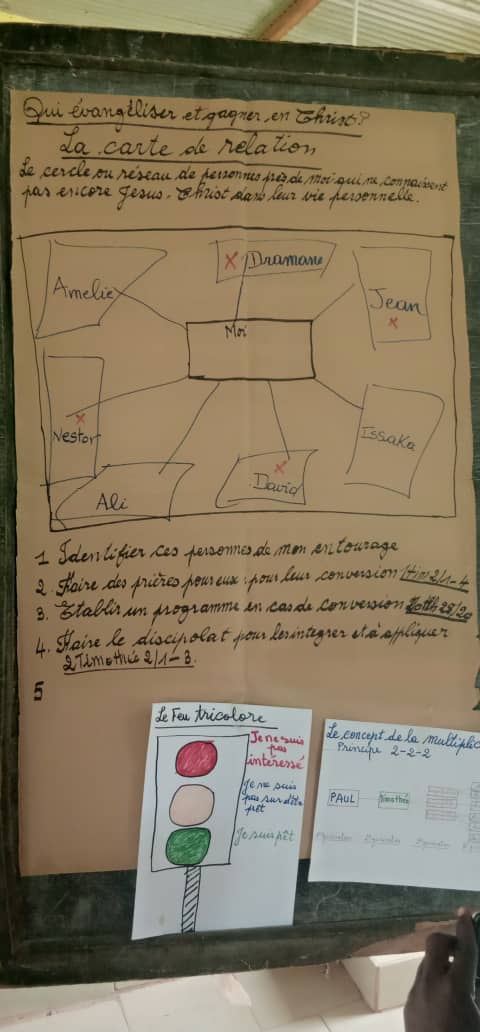 Qui évangéliser et gagner en Christ?
La carte de relation
Le cercle ou réseau de personnes près de moi qui ne connaissent
pas encore Jesus-Christ dans leur vie personnelle.
Amelie
X Dramane
Jean
X
Moi
X
Nestor
Issaka
Ali
X
David
1 Identifier ces personnes de mon entourage
2. Faire des prières pour eux : pour leur conversion 1Tim 2/1-4
3. Etablir un programme en cas de conversion Matth 28/20
4. Faire le discipolat pour les integrer et à appliquer
2Timothée 2/1-3.
5
Le Feu tricolore
Je ne suis
pas
intéressé
Je ne suis
pas sur d'être
prêt
Je suis prêt
Le concept de la multiplic
Principe 2-2-2
PAUL
Timothée